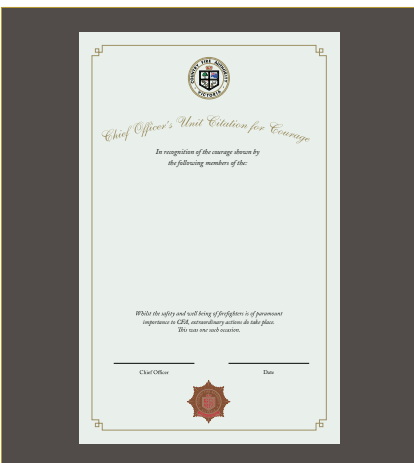 COUNTRY FIRE AUTHORITY
VICTORIA
Chief Officer's Unit Citation for Courage
In recognition of the courage shown by
the following members of the:
Whilst the safety and well being of firefighters is of paramount
importance to CFA, extraordinary actions do take place.
This was one such occasion.
Chief Officer
Date